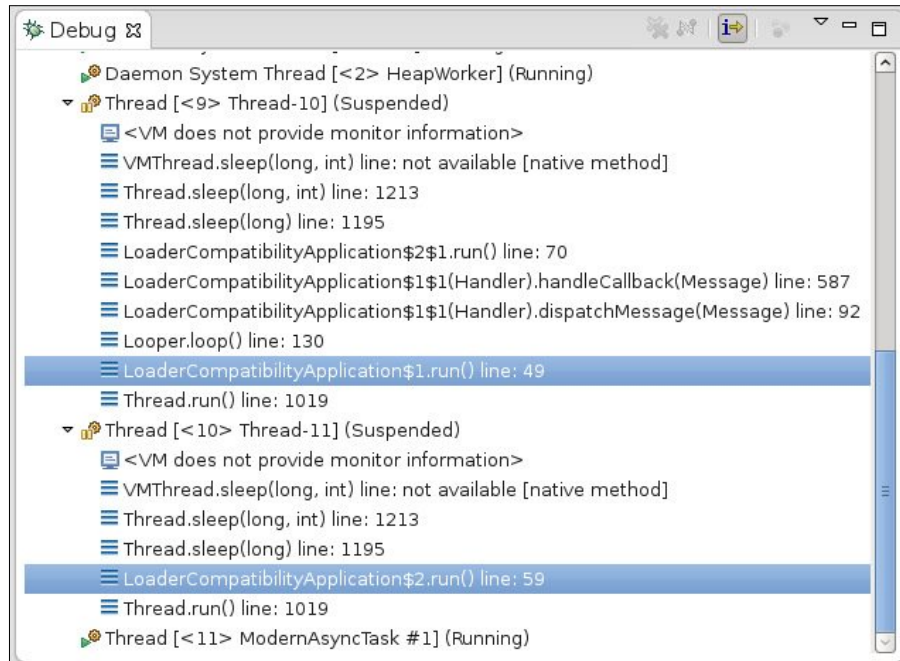 Debug
Daemon System Thread [<2> HeapWorker] (Running)
Thread [<9> Thread-10] (Suspended)
<VM does not provide monitor information>
VMThread.sleep(long, int) line: not available [native method]
Thread.sleep(long, int) line: 1213
Thread.sleep(long) line: 1195
LoaderCompatibilityApplication$2$1.run() line: 70
LoaderCompatibilityApplication$1$1(Handler).handleCallback(Message) line: 587
LoaderCompatibilityApplication$1$1(Handler).dispatchMessage(Message) line: 92
Looper.loop() line: 130
LoaderCompatibilityApplication$1.run() line: 49
Thread.run() line: 1019
Thread [<10> Thread-11] (Suspended)
<VM does not provide monitor information>
VMThread.sleep(long, int) line: not available [native method]
Thread.sleep(long, int) line: 1213
Thread.sleep(long) line: 1195
LoaderCompatibilityApplication$2.run() line: 59
Thread.run() line: 1019
Thread [<11> ModernAsyncTask #1] (Running)